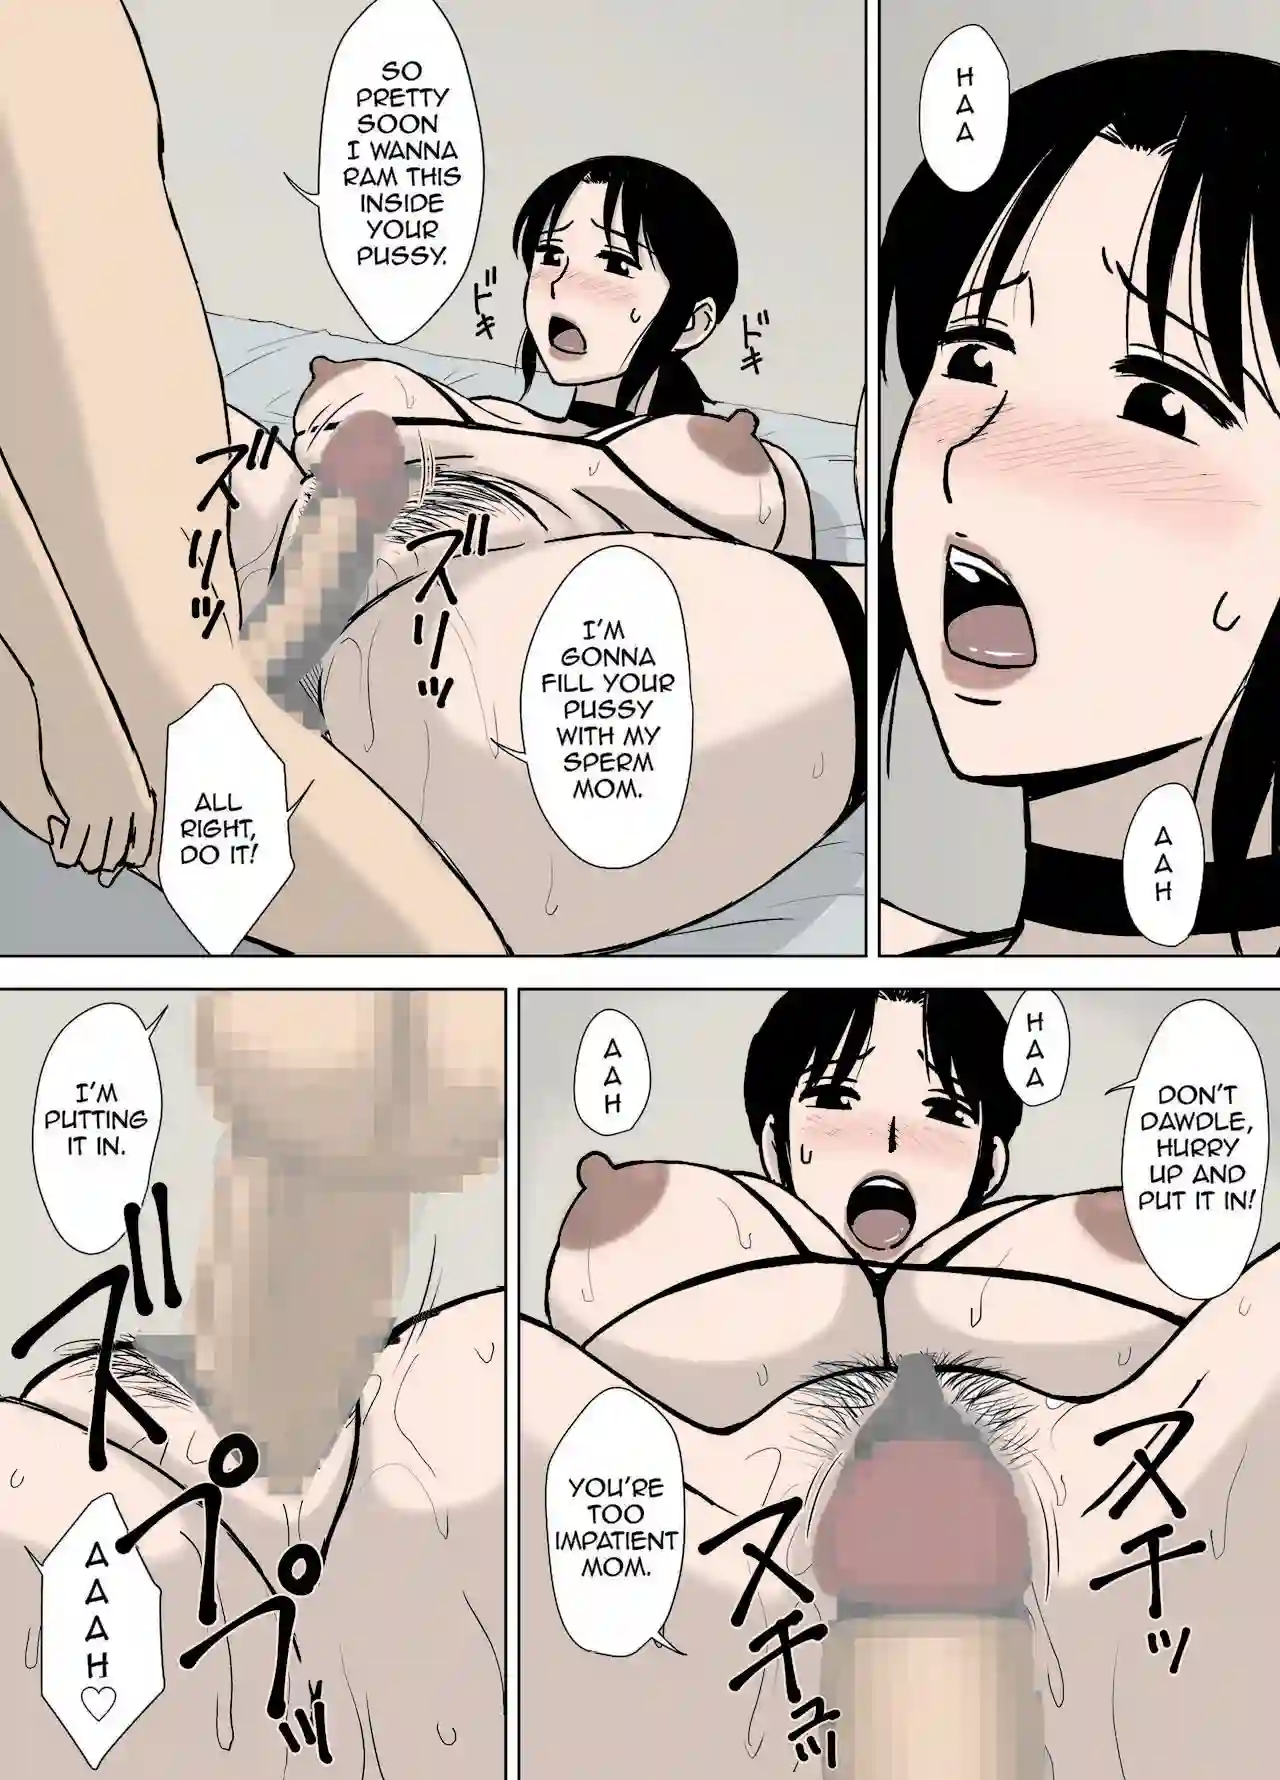 HAA
AAH
SO
PRETTY
SOON
I WANNA
RAM THIS
INSIDE
YOUR
PUSSY.
ドキ
ドキ
I'M
GONNA
FILL YOUR
PUSSY
WITH MY
SPERM
MOM.
ズリッ
ズリッ
ALL
RIGHT,
DO IT!
DON'T
DAWDLE,
HURRY
UP AND
PUT IT IN!
HAA
AAH
ヌチッ
ヌチュッ
YOU'RE
TOO
IMPATIENT
MOM.
I'M
PUTTING
IT IN.
ズププッ
AAAH♡